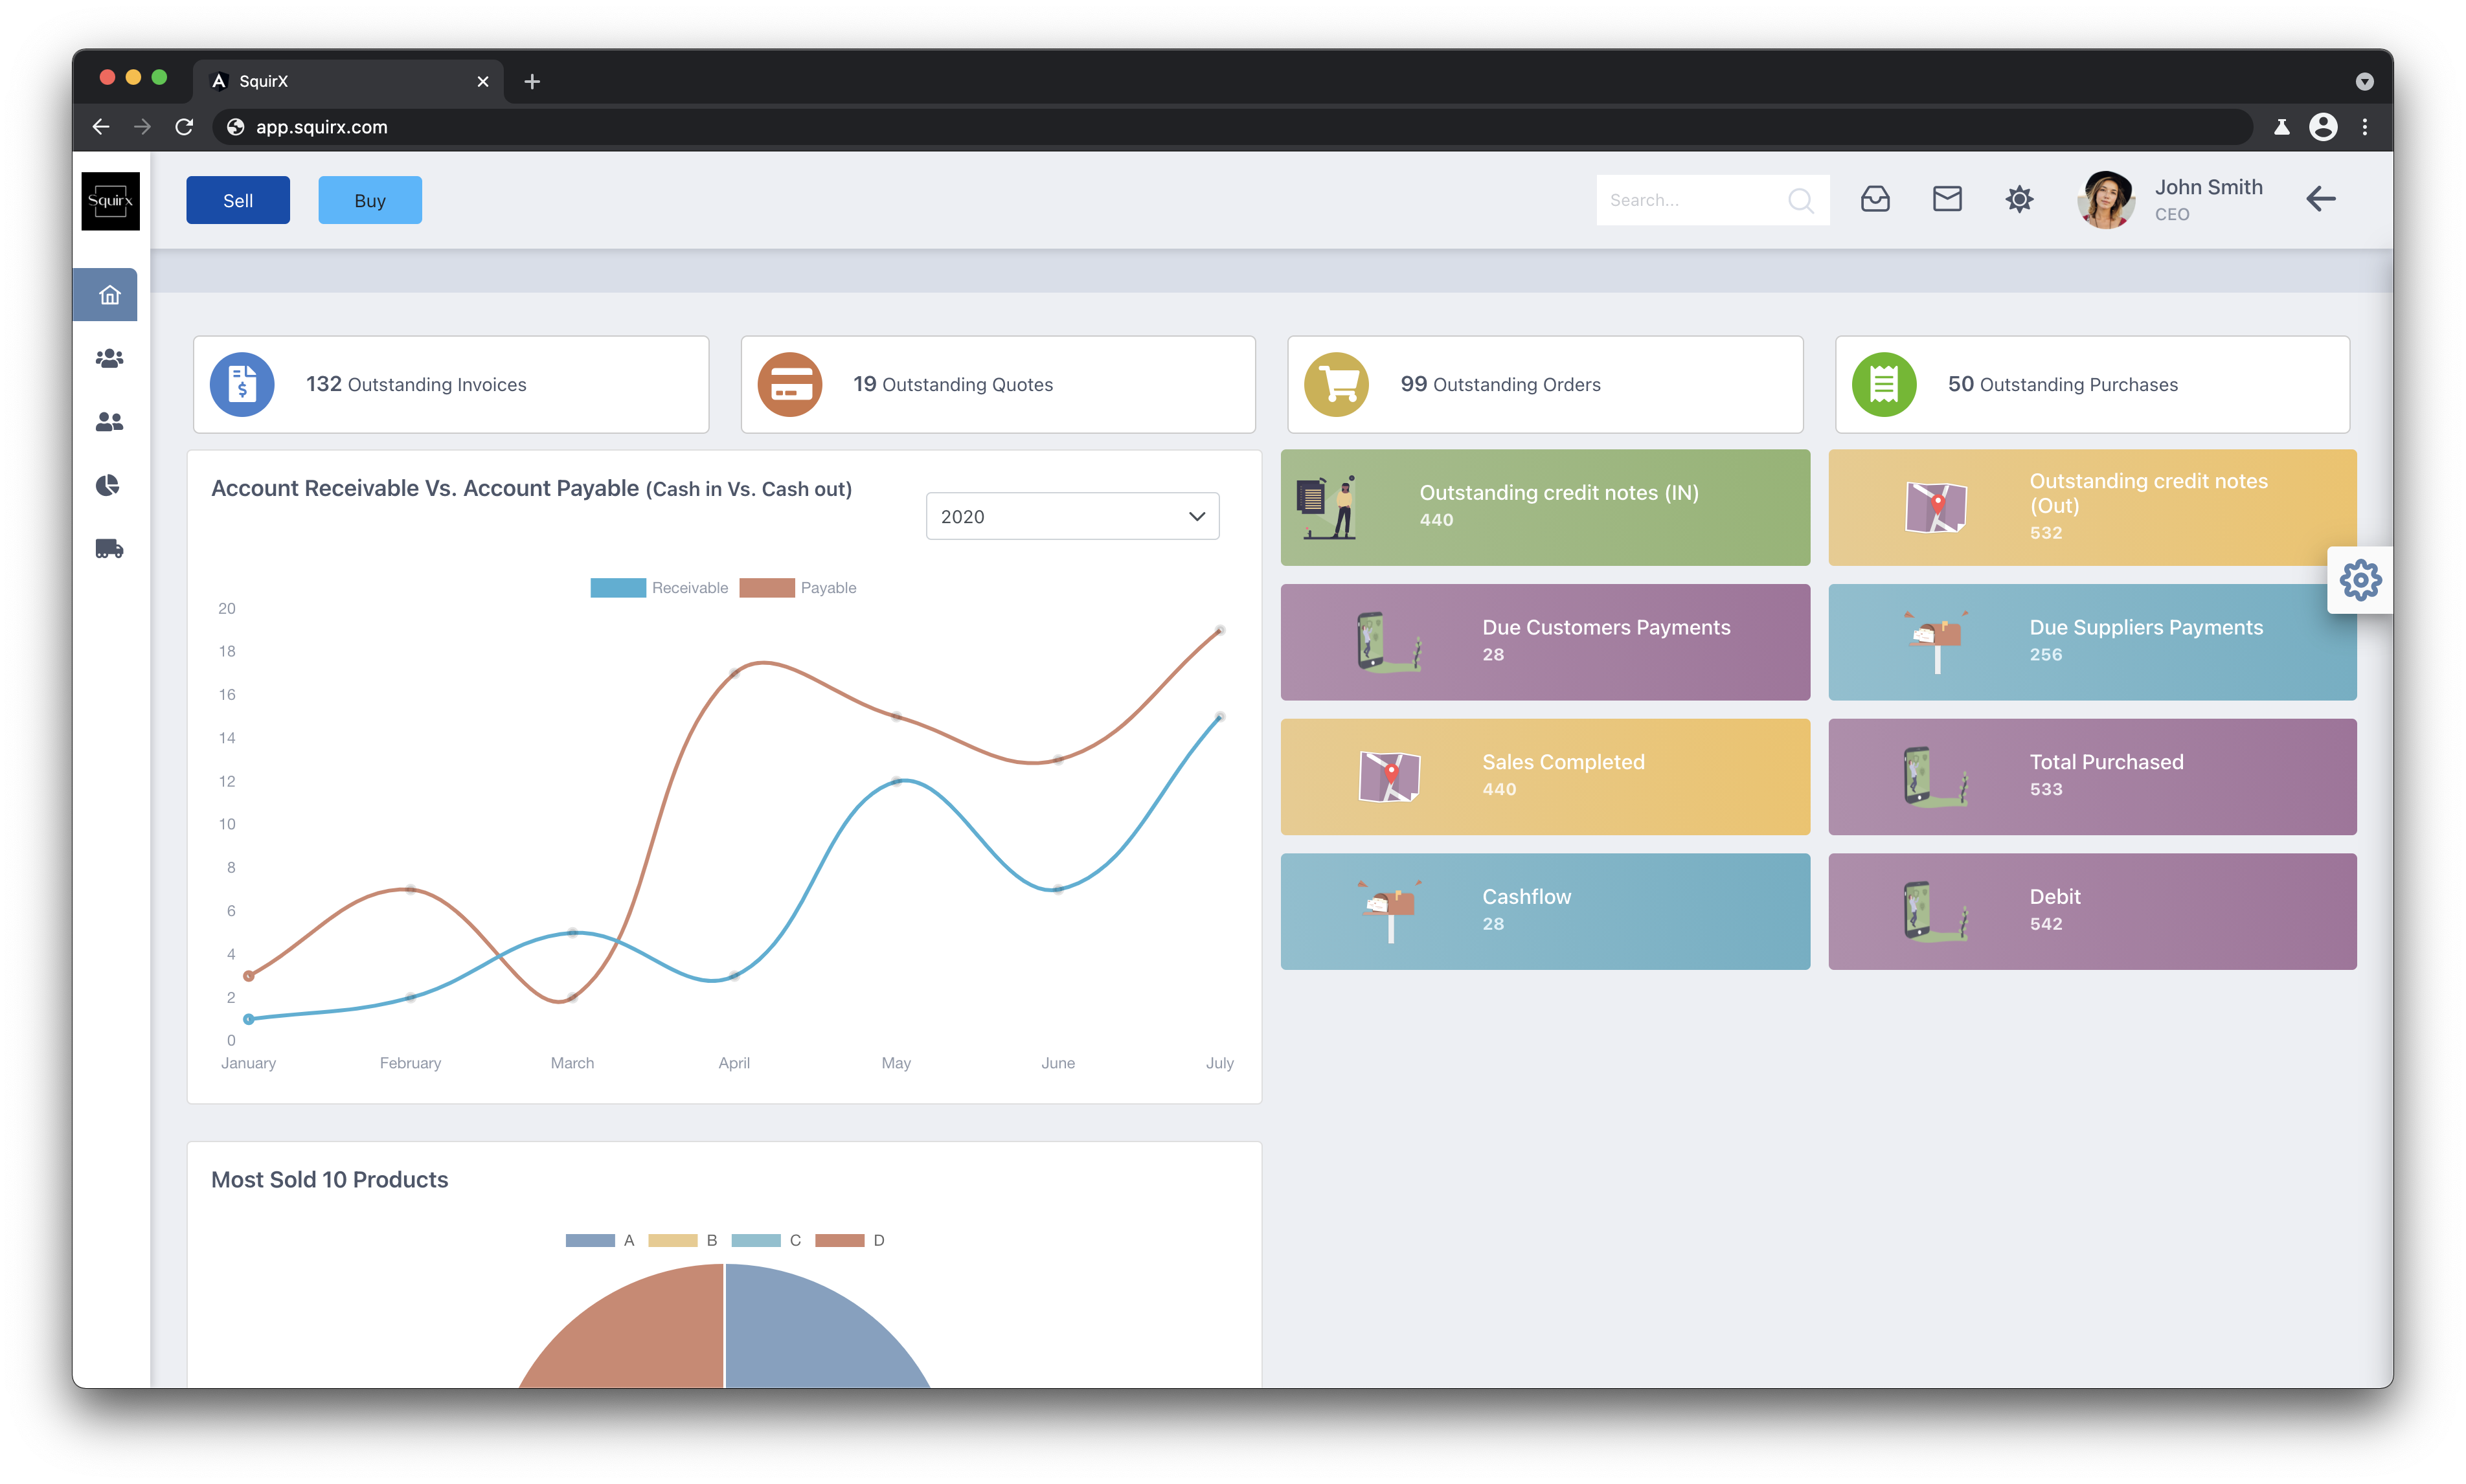 SquirX
app.squirx.com
Squirx
Sell
Buy
Search...
John Smith
CEO
132 Outstanding Invoices
19 Outstanding Quotes
99 Outstanding Orders
50 Outstanding Purchases
Account Receivable Vs. Account Payable (Cash in Vs. Cash out)
2020
Receivable
Payable
20
18
16
14
12
10
8
6
4
2
0
January
February
March
April
May
June
July
Outstanding credit notes (IN)
440
Outstanding credit notes
(Out)
532
Due Customers Payments
28
Due Suppliers Payments
256
Sales Completed
440
Total Purchased
533
Cashflow
28
Debit
542
Most Sold 10 Products
A
B
C
D